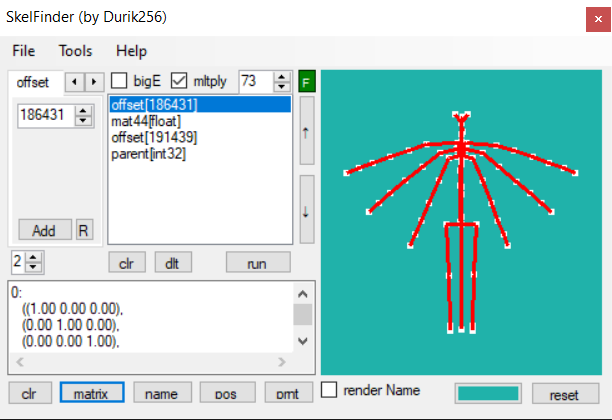 SkelFinder (by Durik256)
File Tools Help
offset bigE mltply 73 F
186431
offset[186431]
mat44[float]
offset[191439]
parent[int32]
↑
↓
Add R
2 clr dlt run
0:
((1.00 0.00 0.00),
(0.00 1.00 0.00),
(0.00 0.00 1.00),
clr matrix name pos pmt render Name reset